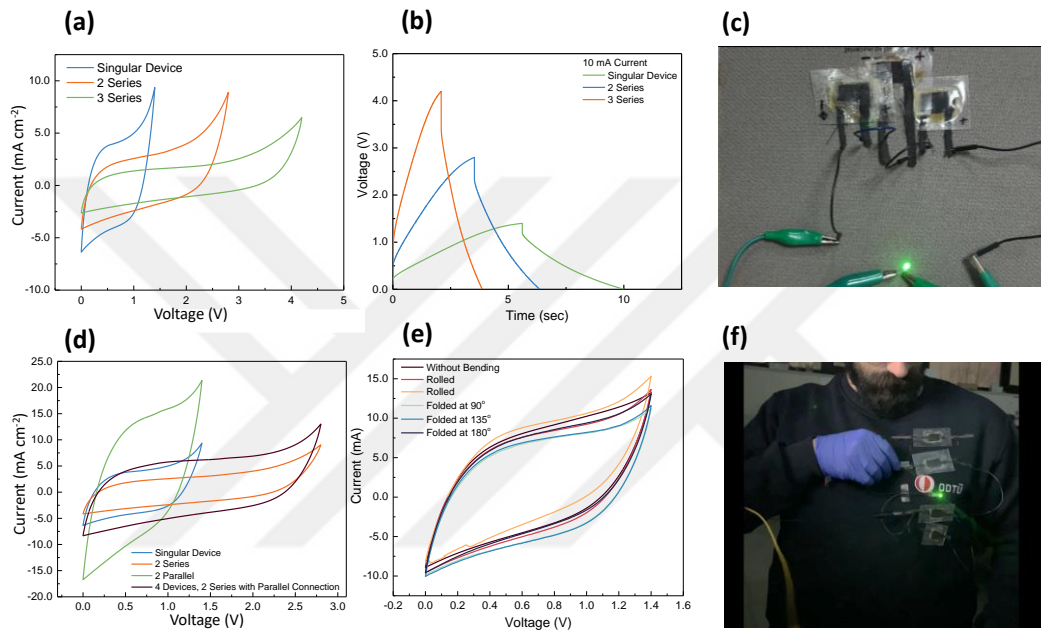 (a)
Singular Device
2 Series
3 Series
10.0
5.0
0.0
-5.0
-10.0
Current (mA cm-2)
0
1
2
3
4
5
Voltage (V)
(b)
10 mA Current
Singular Device
2 Series
3 Series
5.0
4.0
3.0
2.0
1.0
0.0
Voltage (V)
0
5
10
Time (sec)
(c)
(d)
25.0
20.0
15.0
10.0
5.0
0.0
-5.0
-10.0
-15.0
-20.0
Current (mA cm-2)
Singular Device
2 Series
2 Parallel
4 Devices, 2 Series with Parallel Connection
0.0
0.5
1.0
1.5
2.0
2.5
3.0
Voltage (V)
(e)
Without Bending
Rolled
Rolled
Folded at 90°
Folded at 135°
Folded at 180°
15.0
10.0
5.0
0.0
-5.0
-10.0
Current (mA)
-0.2
0.0
0.2
0.4
0.6
0.8
1.0
1.2
1.4
1.6
Voltage (V)
(f)
ODTÜ